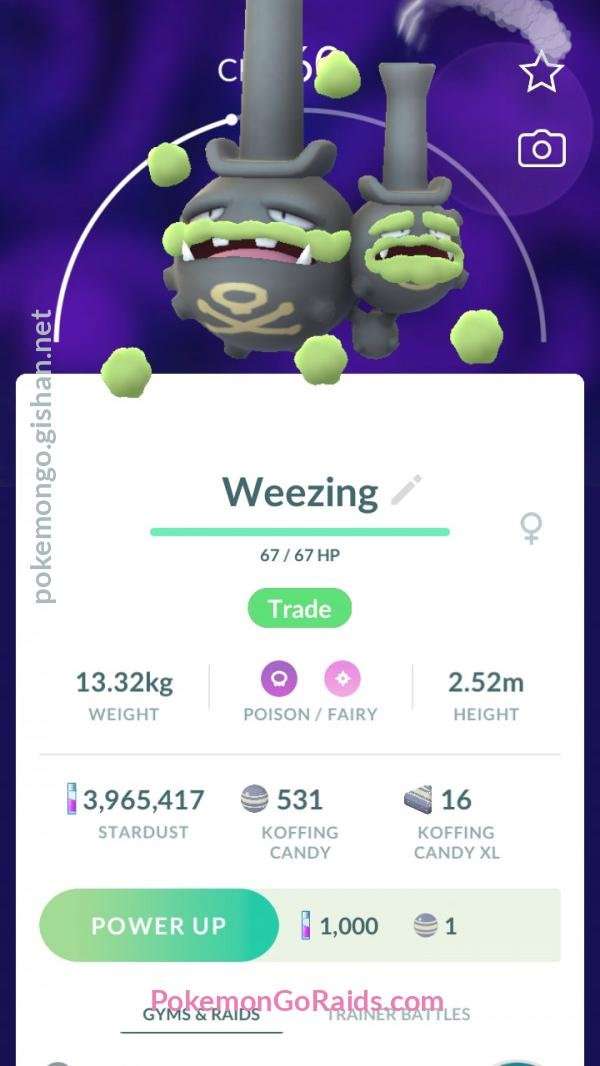 Weezing
67 / 67 HP
Trade
13.32kg
WEIGHT
POISON / FAIRY
2.52m
HEIGHT
3,965,417
STARDUST
531
KOFFING
CANDY
16
KOFFING
CANDY XL
POWER UP
1,000
1
PokemonGoRaids.com
GYMS & RAIDS
TRAINER BATTLES
pokemongo.gishan.net